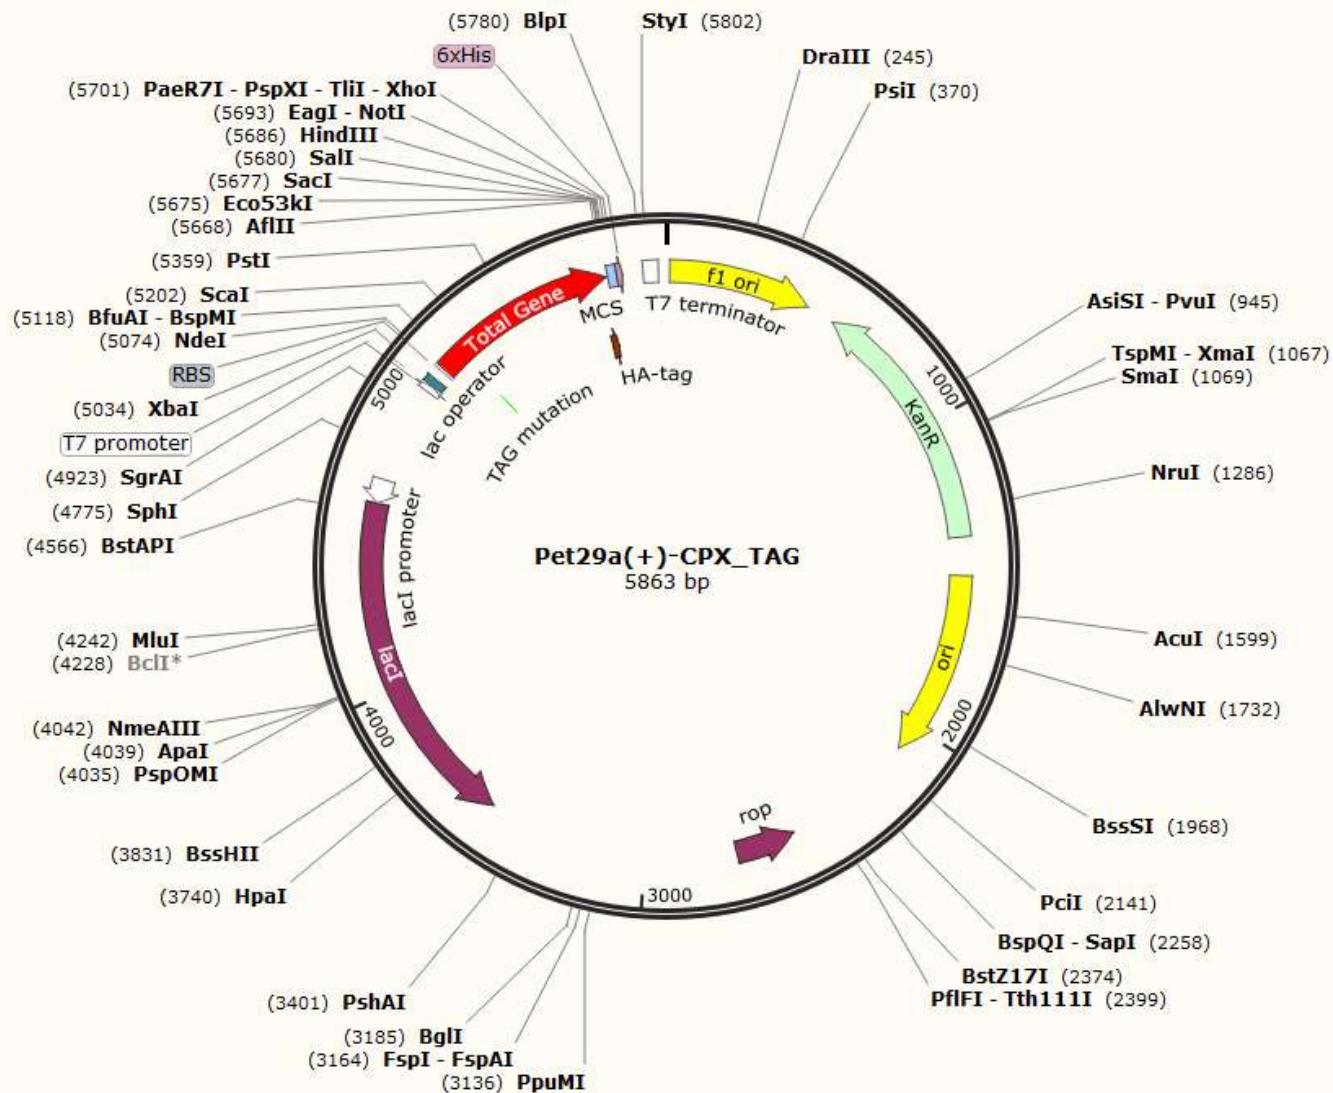 (5780) BlpI
StyI (5802)
6xHis
DraIII (245)
PsiI (370)
(5701) PaeR7I - PspXI - TliI - XhoI
(5693) EagI - NotI
(5686) HindIII
(5680) SalI
(5677) SacI
(5675) Eco53kI
(5668) AflII
(5359) PstI
(5202) ScaI
(5118) BfuAI - BspMI
(5074) NdeI
RBS
(5034) XbaI
T7 promoter
(4923) SgrAI
(4775) SphI
(4566) BstAPI
(4242) MluI
(4228) BclI*
(4042) NmeAIII
(4039) ApaI
(4035) PspOMI
(3831) BssHII
(3740) HpaI
(3401) PshAI
(3185) BglI
(3164) FspI - FspAI
(3136) PpuMI
AsiSI - PvuI (945)
TspMI - XmaI (1067)
SmaI (1069)
NruI (1286)
AcuI (1599)
AlwNI (1732)
BssSI (1968)
PciI (2141)
BspQI - SapI (2258)
BstZ17I (2374)
PflFI - Tth111I (2399)
f1 ori
T7 terminator
MCS
Total Gene
HA-tag
lac operator
TAG mutation
KanR
1000
5000
lacI promoter
lacI
Pet29a(+)-CPX_TAG
5863 bp
ori
2000
4000
rop
3000